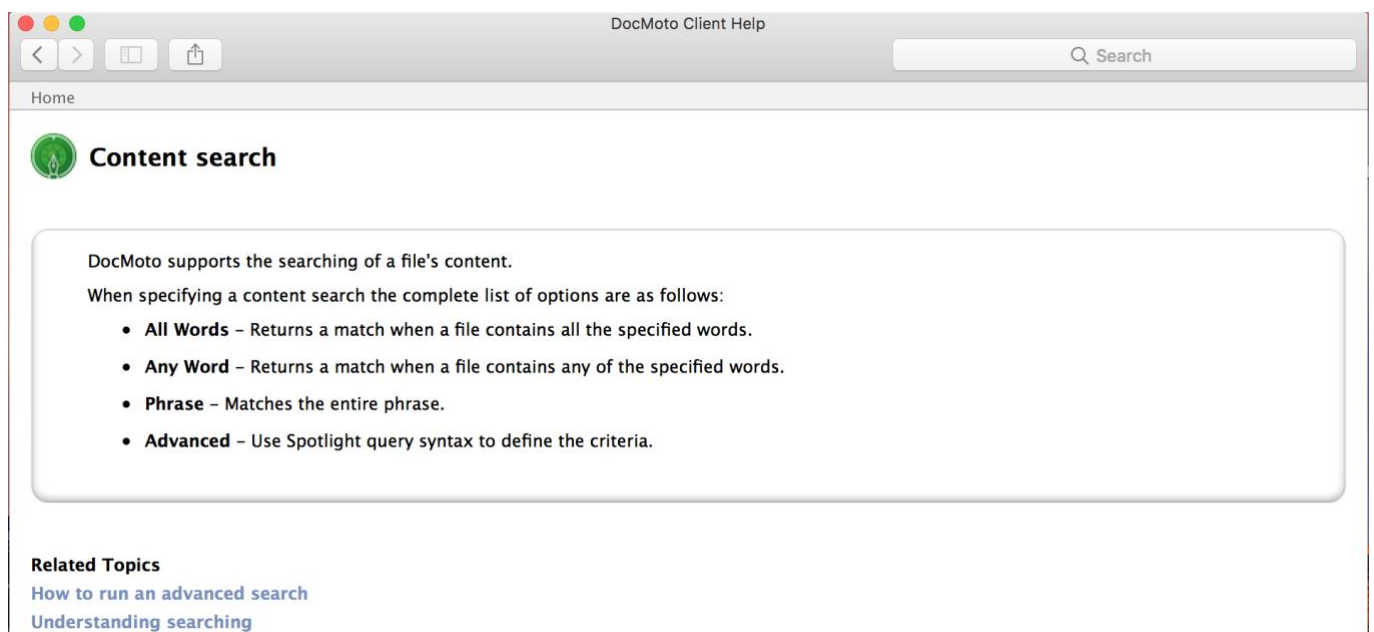 DocMoto Client Help
Search
Home
Content search
DocMoto supports the searching of a file's content.
When specifying a content search the complete list of options are as follows:
• All Words – Returns a match when a file contains all the specified words.
• Any Word – Returns a match when a file contains any of the specified words.
• Phrase – Matches the entire phrase.
• Advanced – Use Spotlight query syntax to define the criteria.
Related Topics
How to run an advanced search
Understanding searching